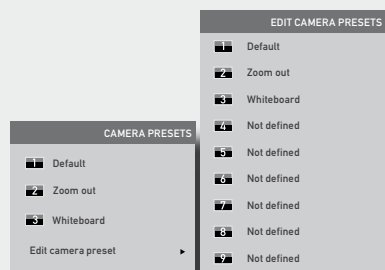 CAMERA PRESETS
1 Default
2 Zoom out
3 Whiteboard
Edit camera preset
EDIT CAMERA PRESETS
1 Default
2 Zoom out
3 Whiteboard
4 Not defined
5 Not defined
6 Not defined
7 Not defined
8 Not defined
9 Not defined